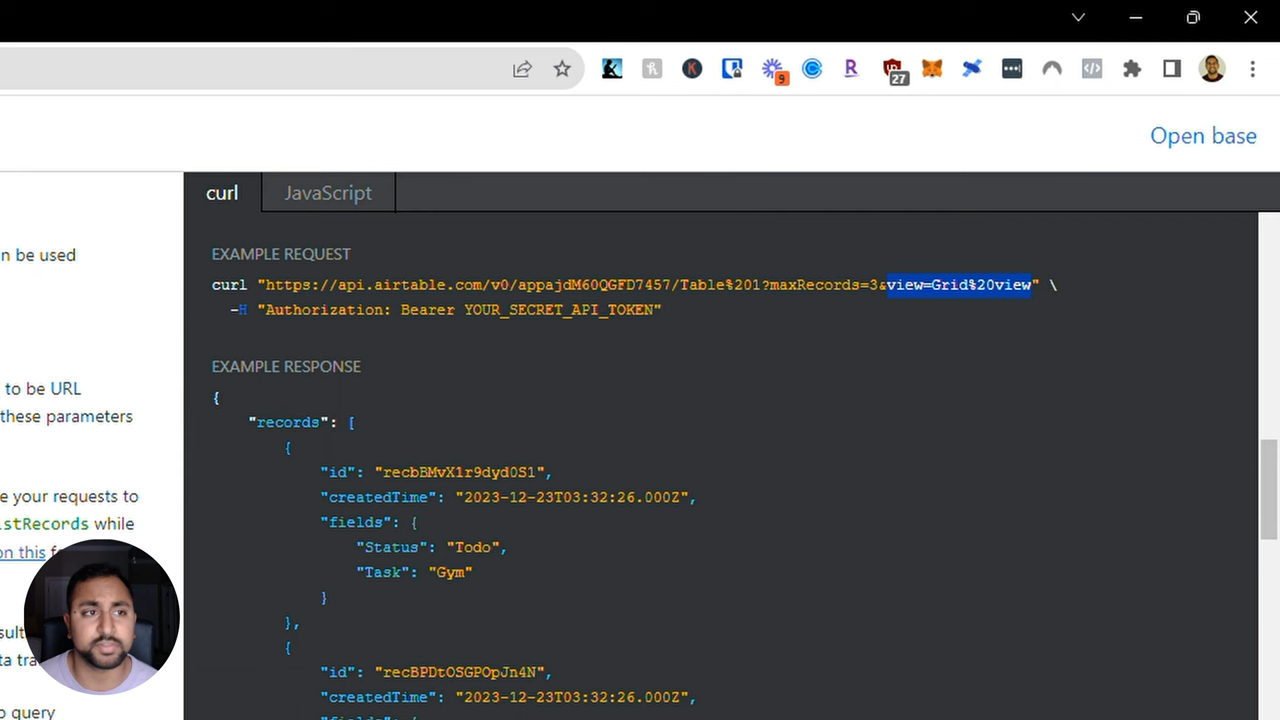 9
27
Open base
curl
JavaScript
n be used
to be URL
these parameters
e your requests to
istRecords while
on this f
sult
ta tra
o query
EXAMPLE REQUEST
curl "https://api.airtable.com/v0/appajdM60QGFD7457/Table%201?maxRecords=3&view=Grid%20view" \
-H "Authorization: Bearer YOUR_SECRET_API_TOKEN"
EXAMPLE RESPONSE
{
"records": [
{
"id": "recbBMvX1r9dyd0S1",
"createdTime": "2023-12-23T03:32:26.000Z",
"fields": {
"Status": "Todo",
"Task": "Gym"
}
},
{
"id": "recBPDtOSGPOpJn4N",
"createdTime": "2023-12-23T03:32:26.000Z",